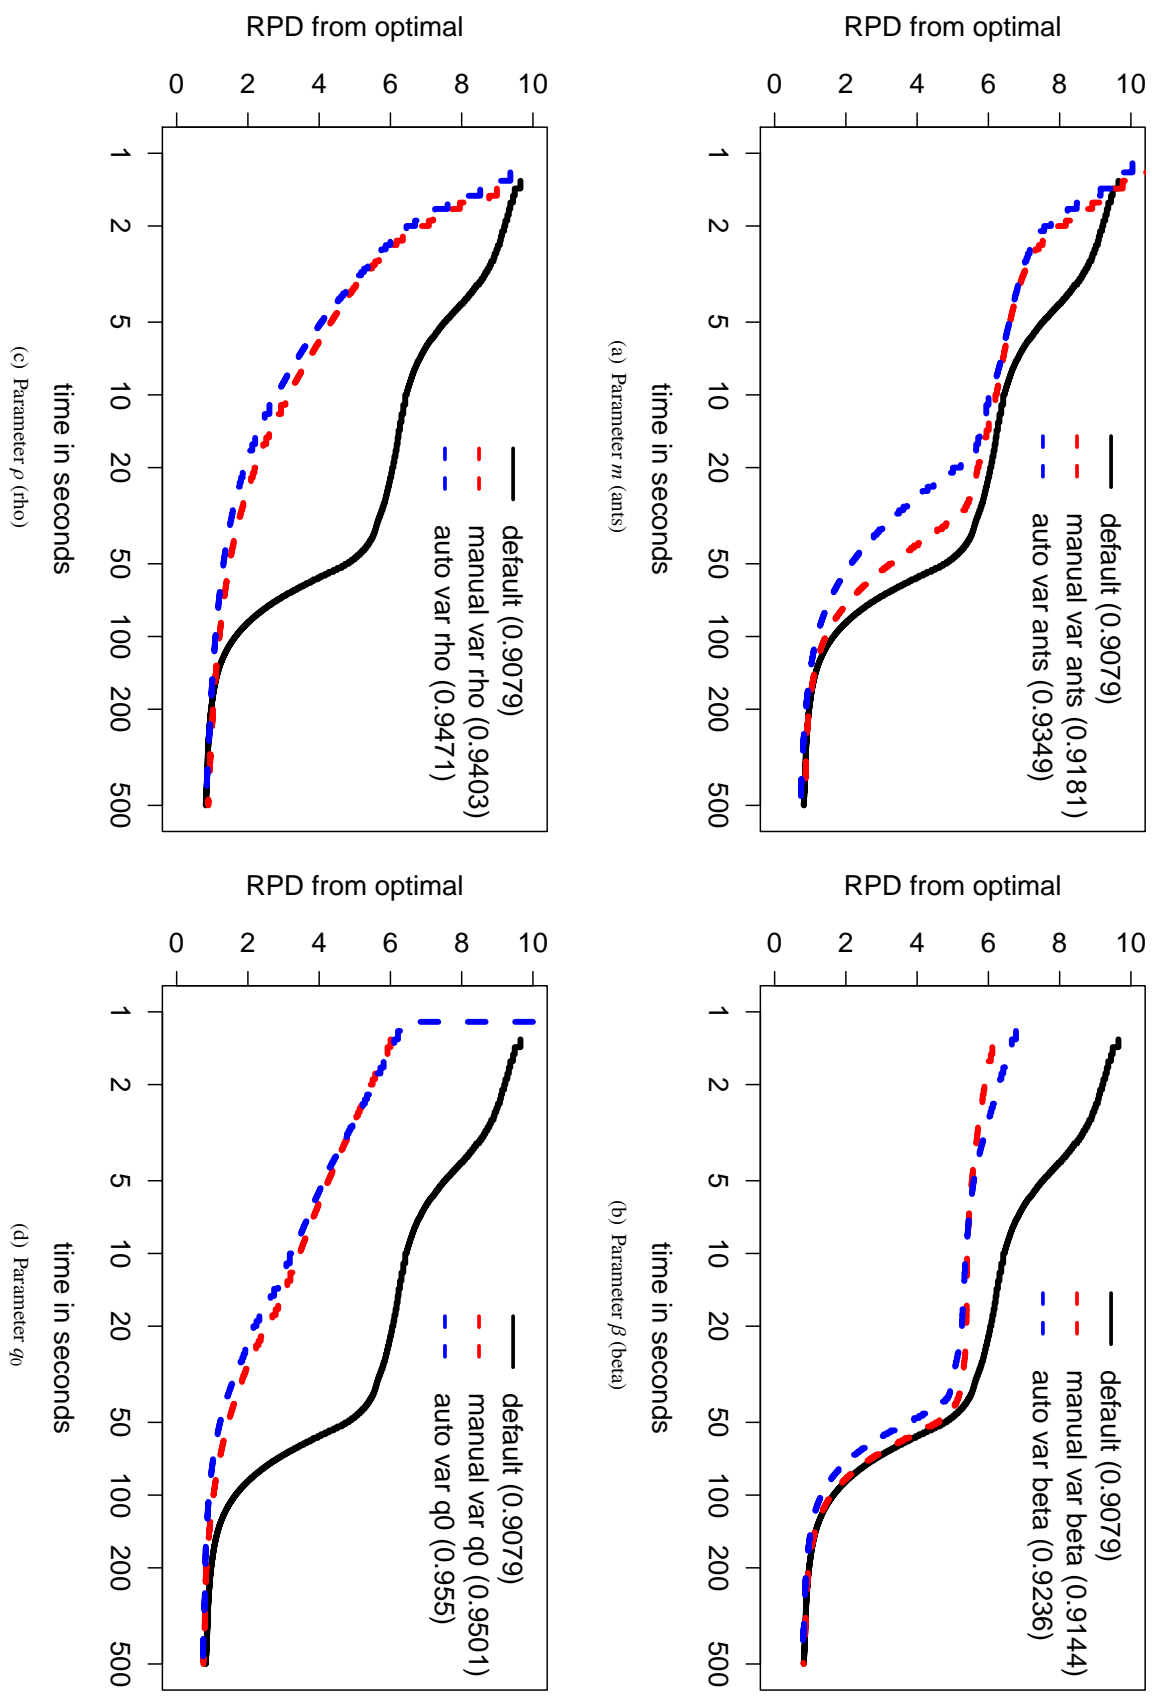 RPD from optimal
0 2 4 6 8 10
1 2 5 10 20 50 100 200 500
time in seconds
default (0.9079)
manual var ants (0.9181)
auto var ants (0.9349)
(a) Parameter m (ants)
RPD from optimal
0 2 4 6 8 10
1 2 5 10 20 50 100 200 500
time in seconds
default (0.9079)
manual var beta (0.9144)
auto var beta (0.9236)
(b) Parameter β (beta)
RPD from optimal
0 2 4 6 8 10
1 2 5 10 20 50 100 200 500
time in seconds
default (0.9079)
manual var rho (0.9403)
auto var rho (0.9471)
(c) Parameter ρ (rho)
RPD from optimal
0 2 4 6 8 10
1 2 5 10 20 50 100 200 500
time in seconds
default (0.9079)
manual var q0 (0.9501)
auto var q0 (0.955)
(d) Parameter q0